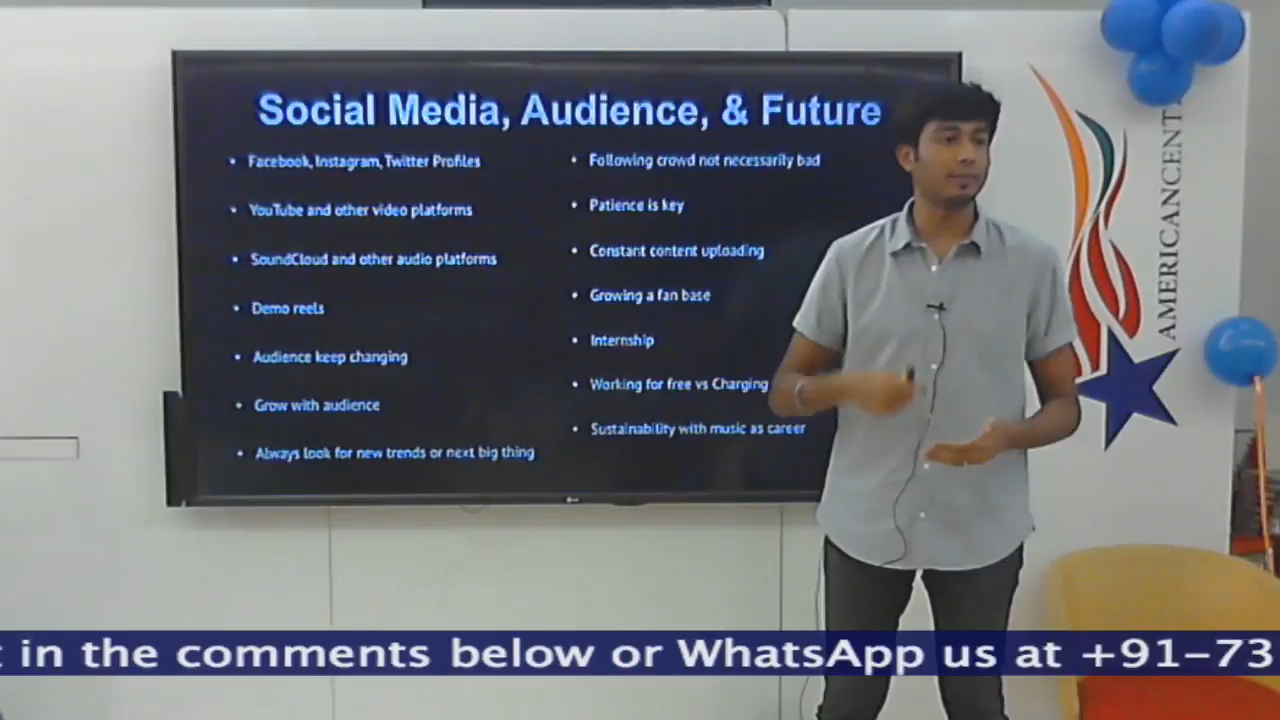 Social Media, Audience, & Future
• Facebook, Instagram, Twitter Profiles
• YouTube and other video platforms
• SoundCloud and other audio platforms
• Demo reels
• Audience keep changing
• Grow with audience
• Always look for new trends or next big thing
• Following crowd not necessarily bad
• Patience is key
• Constant content uploading
• Growing a fan base
• Internship
• Working for free vs Charging
• Sustainability with music as career
AMERICANCENT
in the comments below or WhatsApp us at +91-73